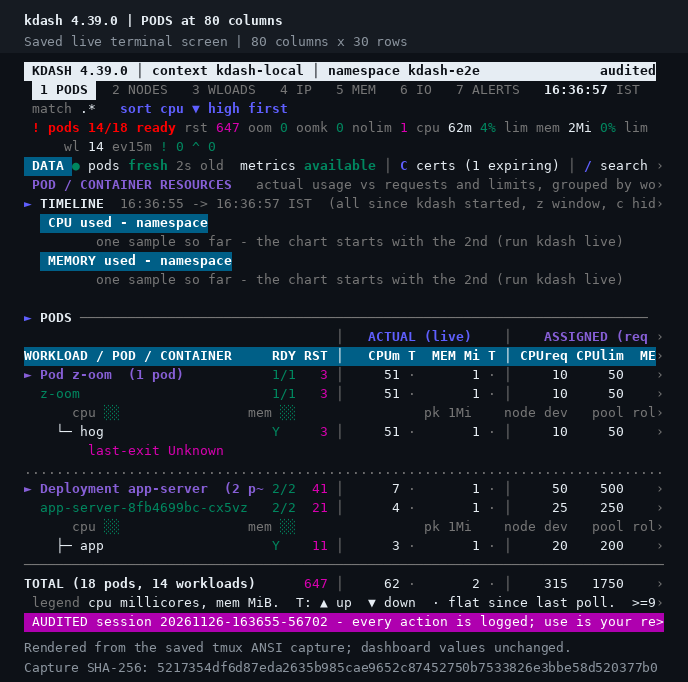 kdash 4.39.0 | PODS at 80 columns
Saved live terminal screen | 80 columns x 30 rows
KDASH 4.39.0 │ context kdash-local │ namespace kdash-e2e audited
1 PODS 2 NODES 3 WLOADS 4 IP 5 MEM 6 IO 7 ALERTS 16:36:57 IST
match .* sort cpu ▼ high first
! pods 14/18 ready rst 647 oom 0 oomk 0 nolim 1 cpu 62m 4% lim mem 2Mi 0% lim
wl 14 ev15m ! 0 ^ 0
DATA ● pods fresh 2s old metrics available │ C certs (1 expiring) │ / search ›
POD / CONTAINER RESOURCES actual usage vs requests and limits, grouped by wo›
► TIMELINE 16:36:55 -> 16:36:57 IST (all since kdash started, z window, c hid›
CPU used - namespace
one sample so far - the chart starts with the 2nd (run kdash live)
MEMORY used - namespace
one sample so far - the chart starts with the 2nd (run kdash live)
► PODS
│ ACTUAL (live) │ ASSIGNED (req ›
WORKLOAD / POD / CONTAINER RDY RST │ CPUm T MEM Mi T │ CPUreq CPUlim ME›
► Pod z-oom (1 pod) 1/1 3 │ 51 · 1 · │ 10 50 ›
z-oom 1/1 3 │ 51 · 1 · │ 10 50 ›
cpu ░░ mem ░░ pk 1Mi node dev pool rol›
└─ hog Y 3 │ 51 · 1 · │ 10 50 ›
last-exit Unknown
................................................................................
► Deployment app-server (2 p~ 2/2 41 │ 7 · 1 · │ 50 500 ›
app-server-8fb4699bc-cx5vz 2/2 21 │ 4 · 1 · │ 25 250 ›
cpu ░░ mem ░░ pk 1Mi node dev pool rol›
├─ app Y 11 │ 3 · 1 · │ 20 200 ›
TOTAL (18 pods, 14 workloads) 647 │ 62 · 2 · │ 315 1750 ›
legend cpu millicores, mem MiB. T: ▲ up ▼ down · flat since last poll. >=9›
AUDITED session 20261126-163655-56702 - every action is logged; use is your re>
Rendered from the saved tmux ANSI capture; dashboard values unchanged.
Capture SHA-256: 5217354df6d87eda2635b985cae9652c87452750b7533826e3bbe58d520377b0